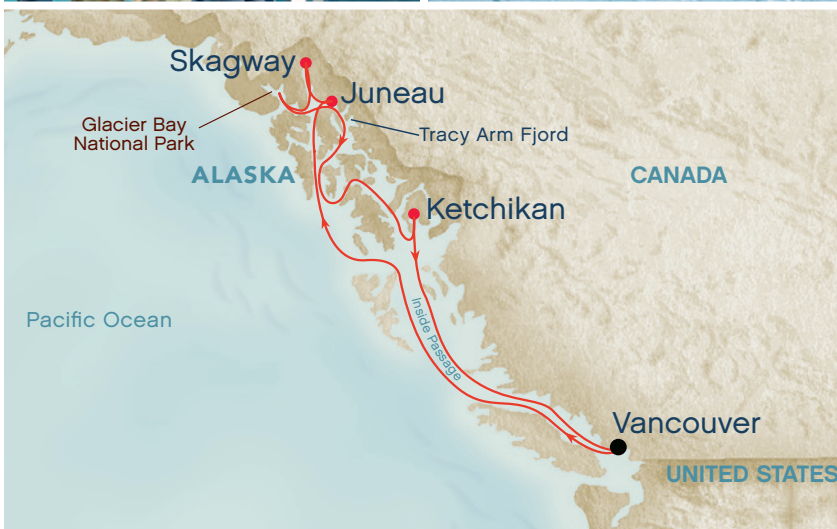 Skagway
Juneau
Glacier Bay
National Park
Tracy Arm Fjord
ALASKA
CANADA
Ketchikan
Pacific Ocean
Inside Passage
Vancouver
UNITED STATES